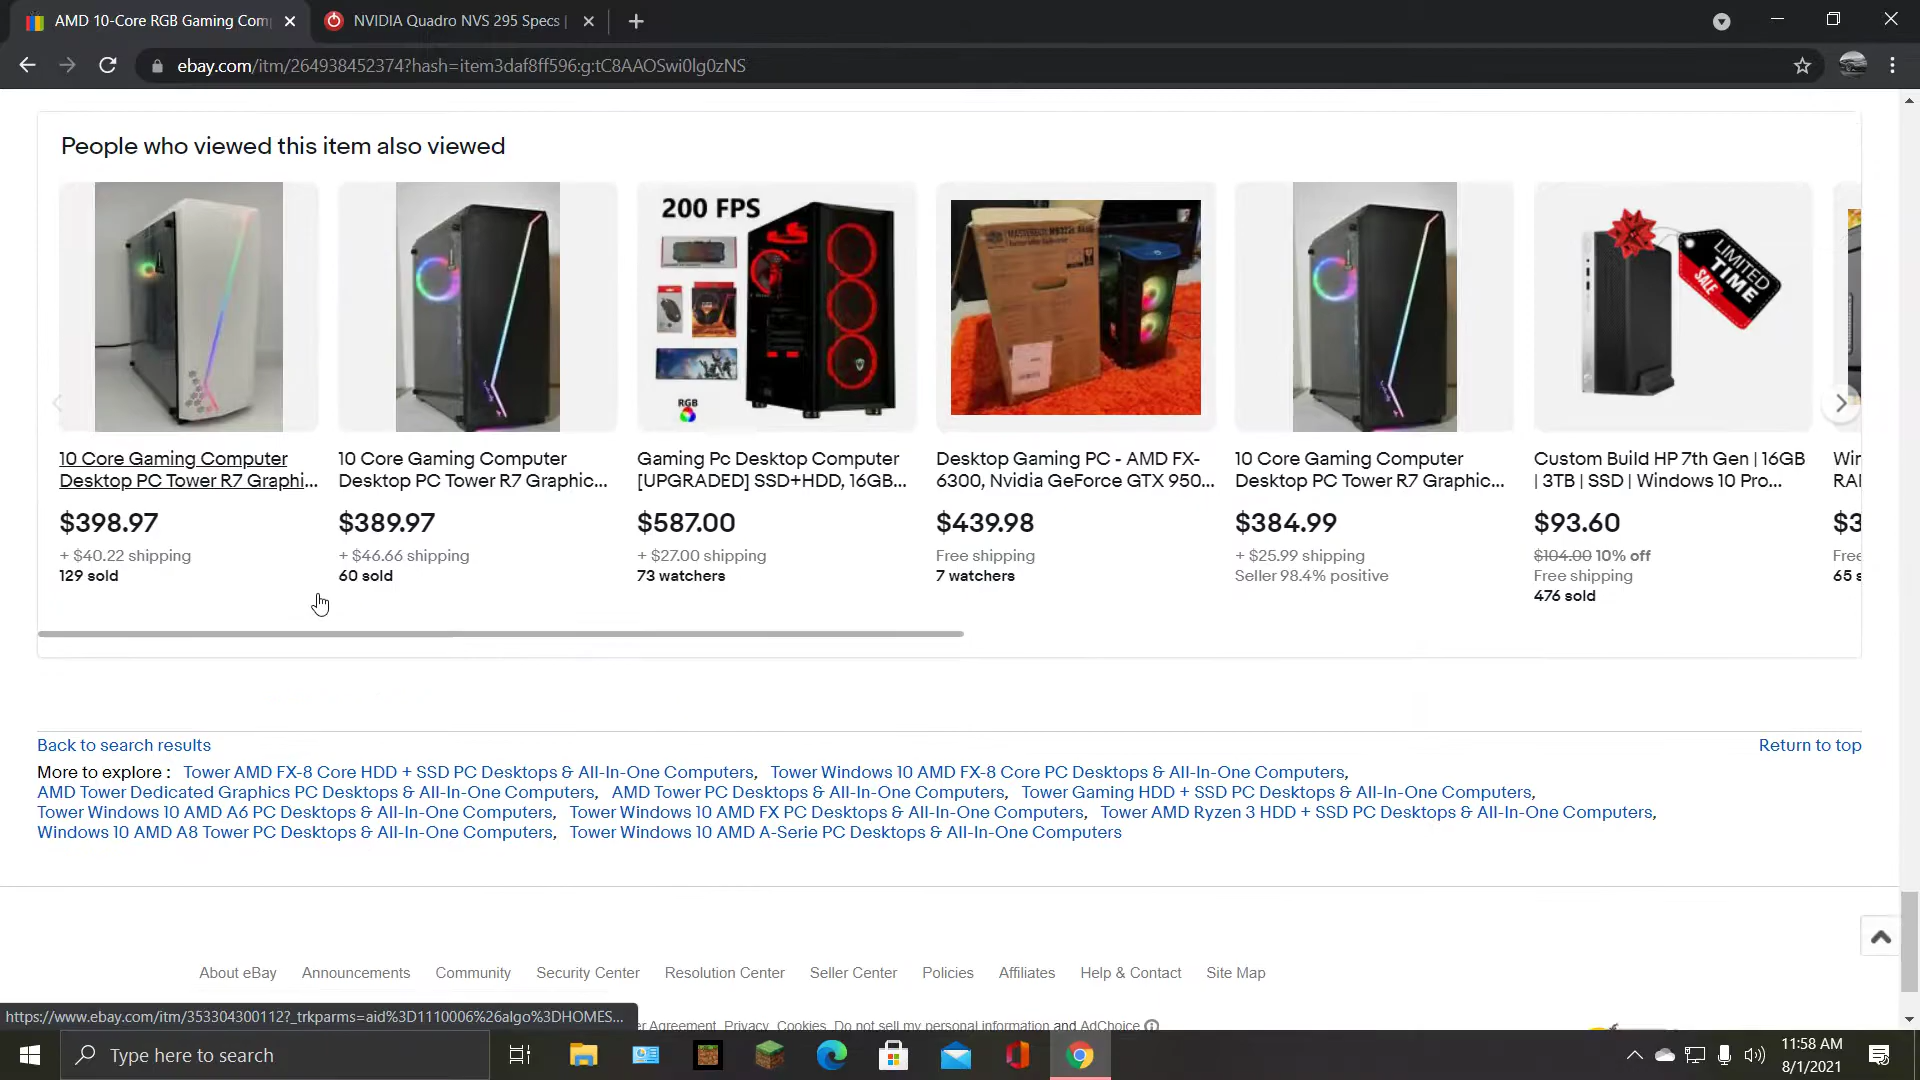 AMD 10-Core RGB Gaming Com
NVIDIA Quadro NVS 295 Specs |
ebay.com/itm/264938452374?hash=item3daf8ff596:g:tC8AAOSwi0lg0zNS
People who viewed this item also viewed
200 FPS
RGB
LIMITED
TIME
SALE
10 Core Gaming Computer
Desktop PC Tower R7 Graphi...
$398.97
+ $40.22 shipping
129 sold
10 Core Gaming Computer
Desktop PC Tower R7 Graphic...
$389.97
+ $46.66 shipping
60 sold
Gaming Pc Desktop Computer
[UPGRADED] SSD+HDD, 16GB...
$587.00
+ $27.00 shipping
73 watchers
Desktop Gaming PC - AMD FX-
6300, Nvidia GeForce GTX 950...
$439.98
Free shipping
7 watchers
10 Core Gaming Computer
Desktop PC Tower R7 Graphic...
$384.99
+ $25.99 shipping
Seller 98.4% positive
Custom Build HP 7th Gen | 16GB
| 3TB | SSD | Windows 10 Pro...
$93.60
$104.00 10% off
Free shipping
476 sold
Wir
RAI
$3
Free
65 s
Back to search results
Return to top
More to explore : Tower AMD FX-8 Core HDD + SSD PC Desktops & All-In-One Computers, Tower Windows 10 AMD FX-8 Core PC Desktops & All-In-One Computers,
AMD Tower Dedicated Graphics PC Desktops & All-In-One Computers, AMD Tower PC Desktops & All-In-One Computers, Tower Gaming HDD + SSD PC Desktops & All-In-One Computers,
Tower Windows 10 AMD A6 PC Desktops & All-In-One Computers, Tower Windows 10 AMD FX PC Desktops & All-In-One Computers, Tower AMD Ryzen 3 HDD + SSD PC Desktops & All-In-One Computers,
Windows 10 AMD A8 Tower PC Desktops & All-In-One Computers, Tower Windows 10 AMD A-Serie PC Desktops & All-In-One Computers
About eBay Announcements Community Security Center Resolution Center Seller Center Policies Affiliates Help & Contact Site Map
https://www.ebay.com/itm/353304300112?_trkparms=aid%3D1110006%26algo%3DHOMES...
er Agreement, Privacy, Cookies, Do not sell my personal information and AdChoice
Type here to search
11:58 AM
8/1/2021